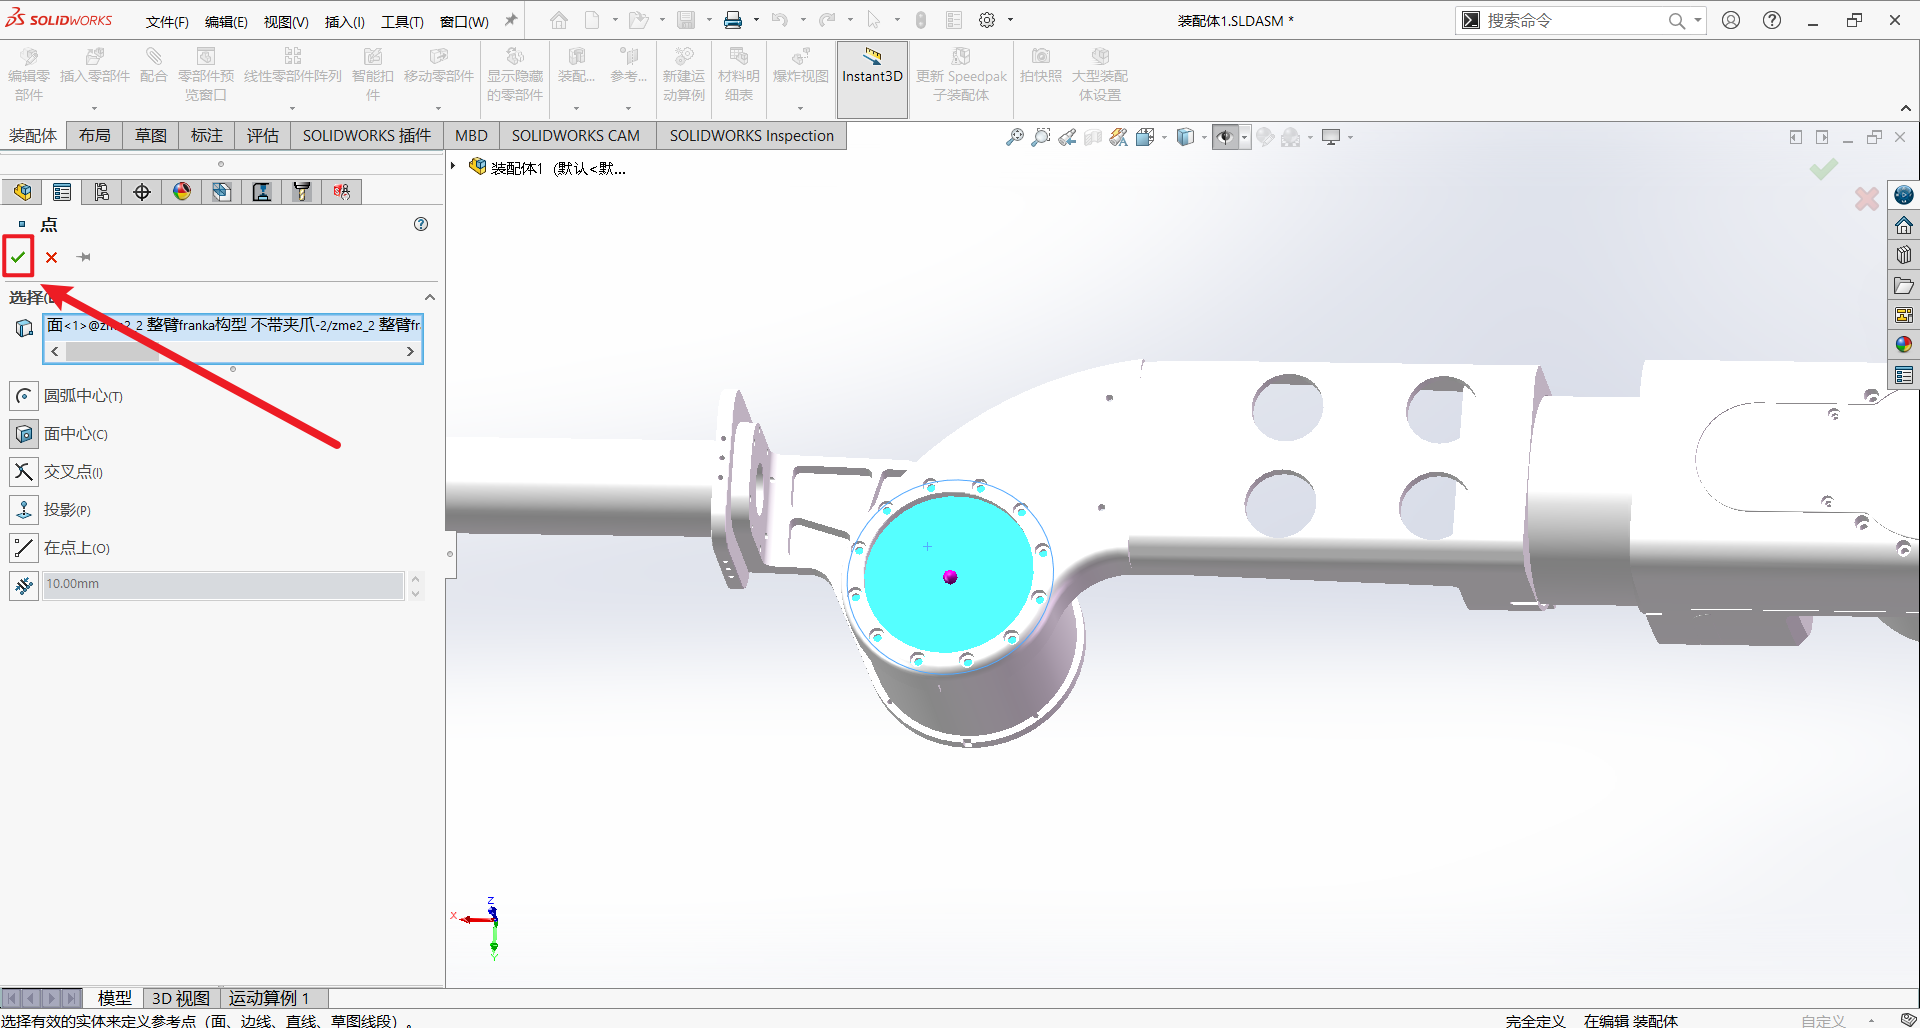 SOLIDWORKS 文件(F) 编辑(E) 视图(V) 插入(I) 工具(T) 窗口(W) 装配体1.SLDASM * 搜索命令
编辑零部件 插入零部件 配合 零部件预览窗口 线性零部件阵列 智能扣件 移动零部件 显示隐藏的零部件 装配... 参考... 新建运动算例 材料明细表 爆炸视图 Instant3D 更新 Speedpak 子装配体 拍快照 大型装配体设置
装配体 布局 草图 标注 评估 SOLIDWORKS 插件 MBD SOLIDWORKS CAM SOLIDWORKS Inspection
装配体1 (默认<默...
点
选择(
面<1>@zme2_2 整臂franka构型 不带夹爪-2/zme2_2 整臂fr
圆弧中心(T)
面中心(C)
交叉点(I)
投影(P)
在点上(O)
10.00mm
Z
X
Y
模型 3D 视图 运动算例 1
选择有效的实体来定义参考点（面、边线、直线、草图线段）。 完全定义 在编辑 装配体 自定义